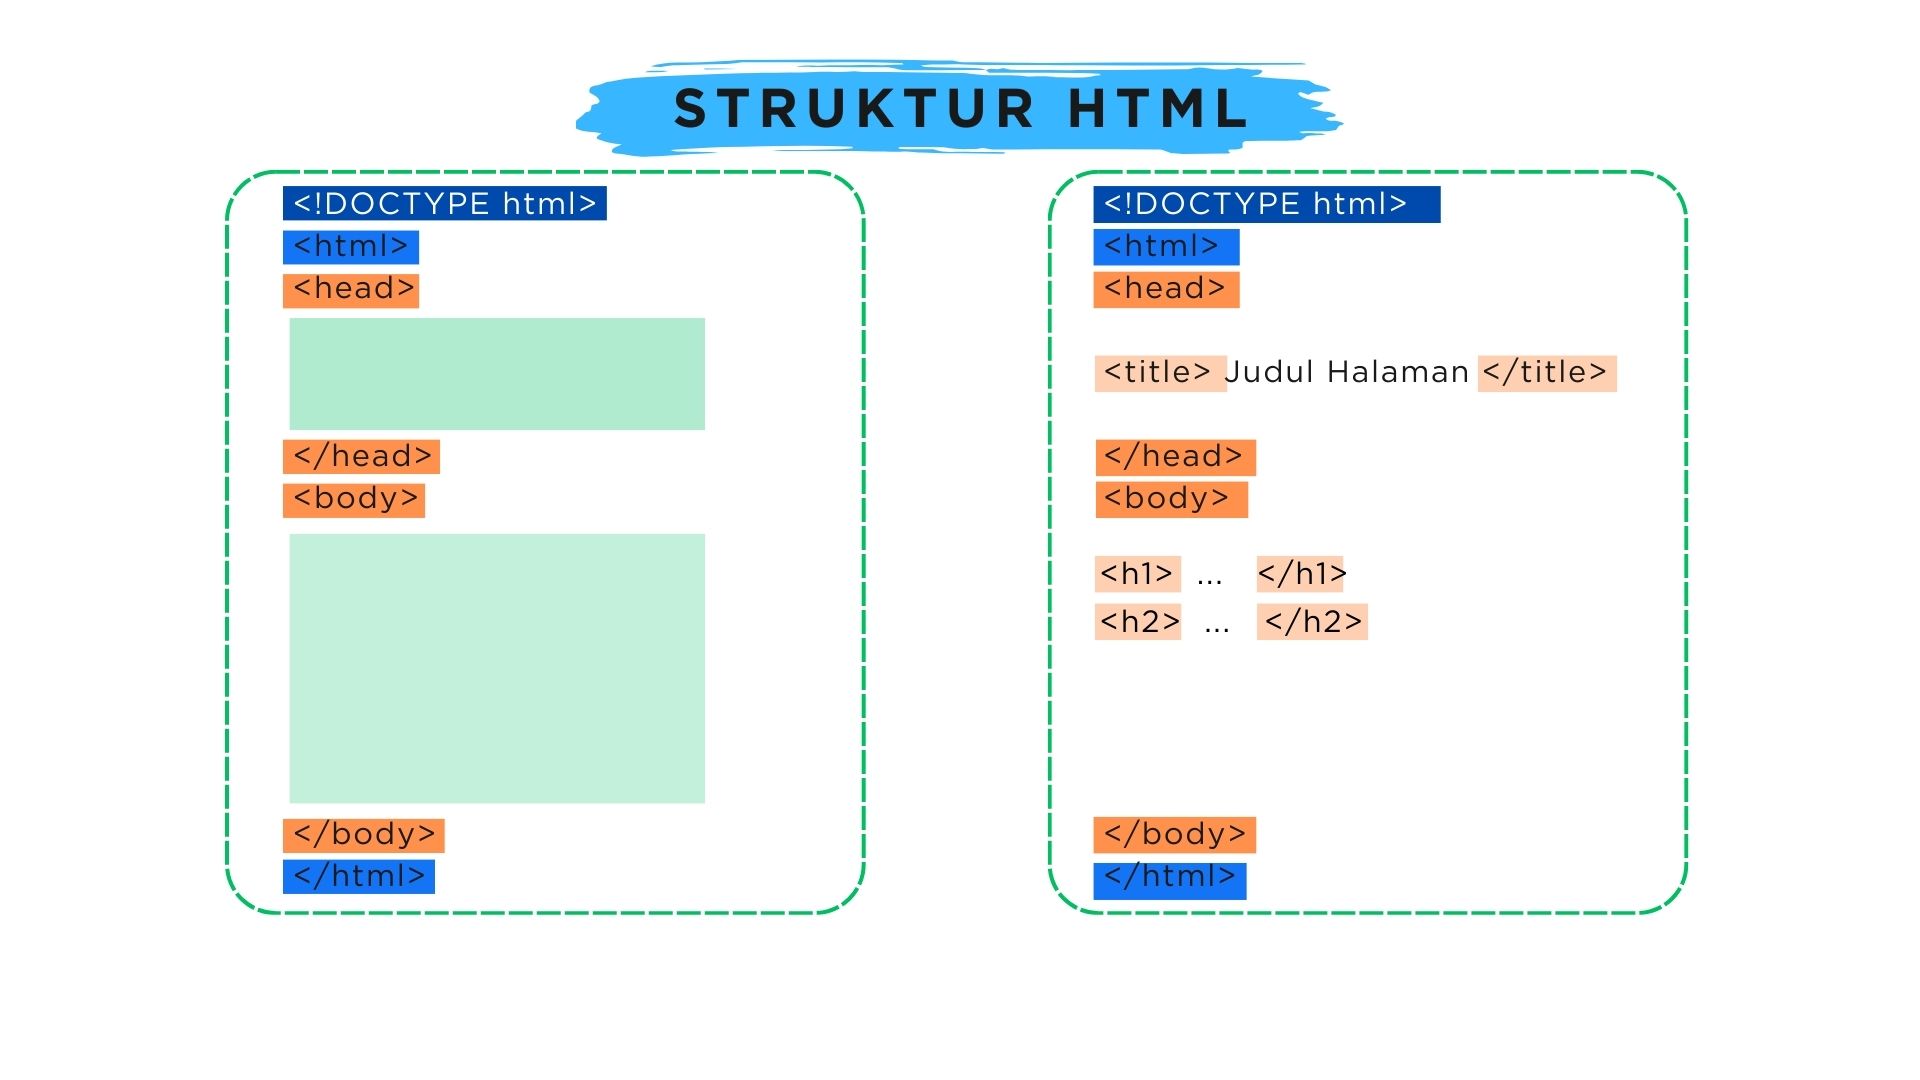 STRUKTUR HTML
<!DOCTYPE html>
<html>
<head>
</head>
<body>
</body>
</html>
<!DOCTYPE html>
<html>
<head>
<title> Judul Halaman </title>
</head>
<body>
<h1> ... </h1>
<h2> ... </h2>
</body>
</html>